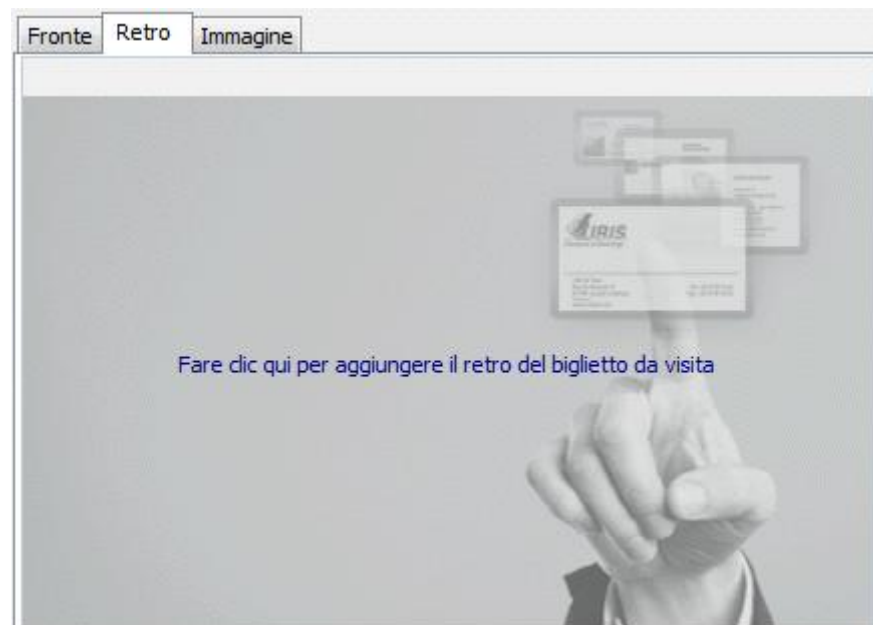 Fronte Retro Immagine
IRIS
Fare clic qui per aggiungere il retro del biglietto da visita